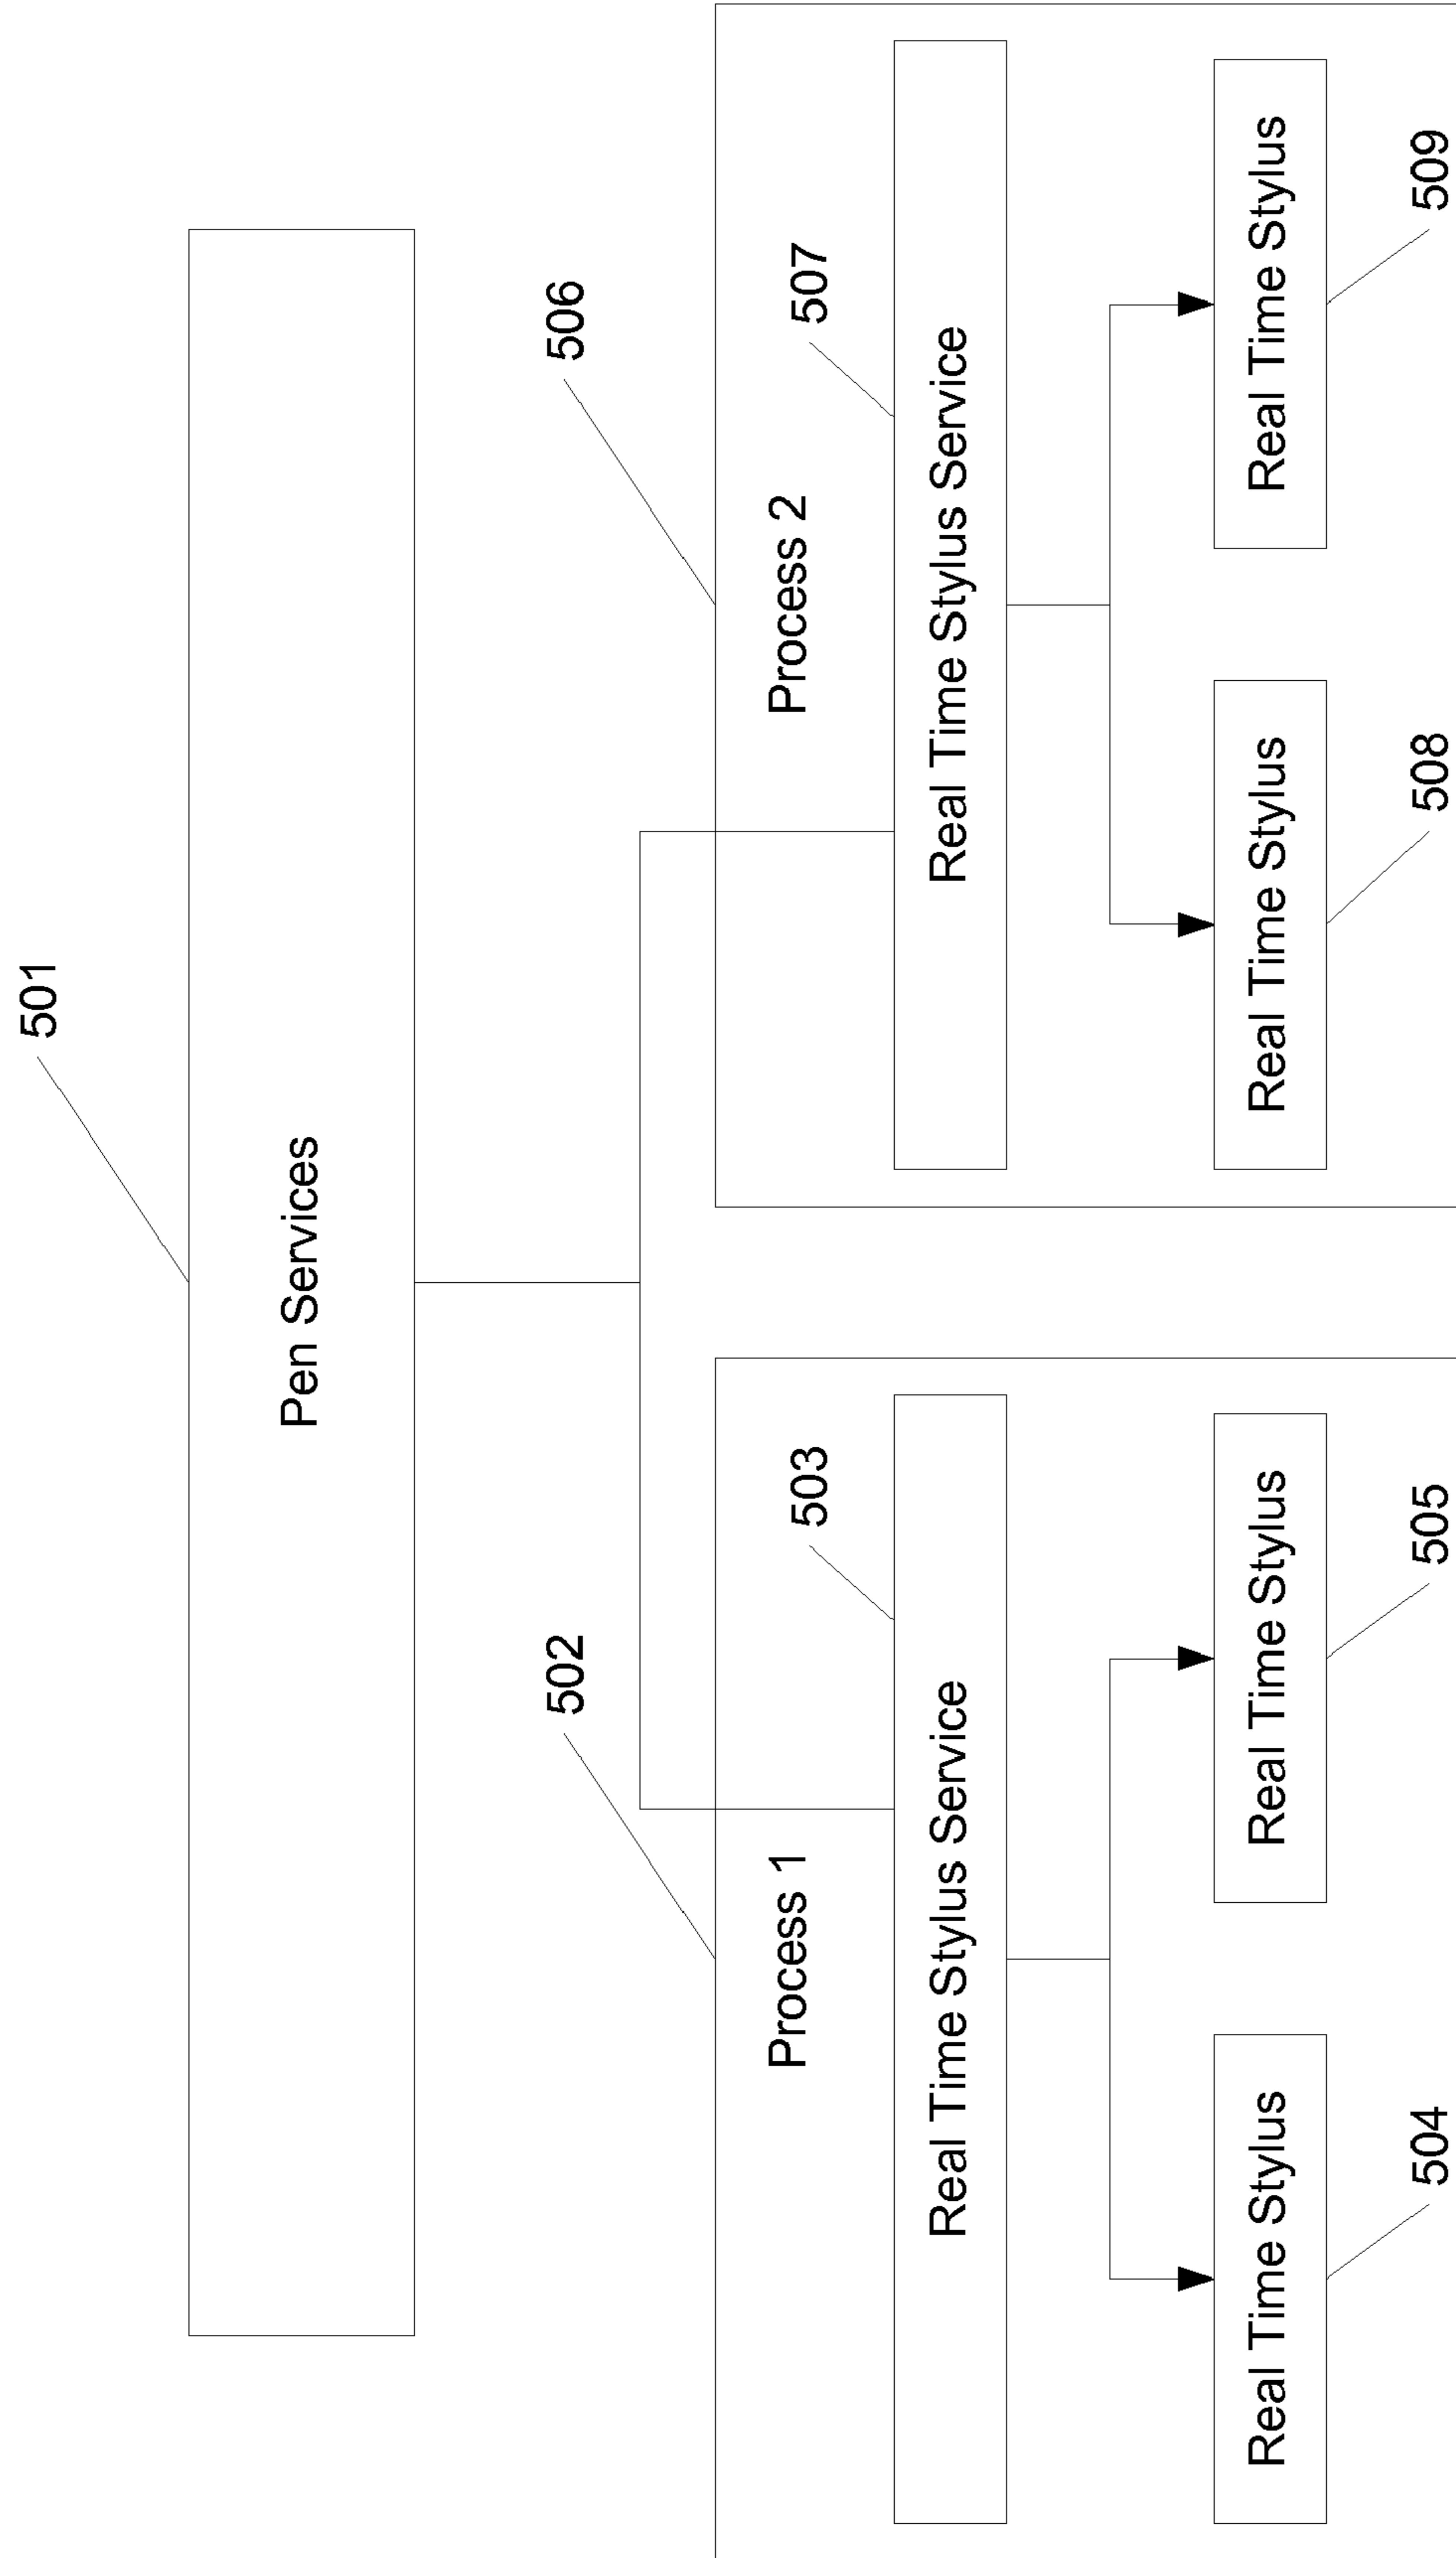 501
Pen Services
502
506
Process 1
503
Process 2
507
Real Time Stylus Service
Real Time Stylus Service
Real Time Stylus
Real Time Stylus
Real Time Stylus
Real Time Stylus
504
505
508
509